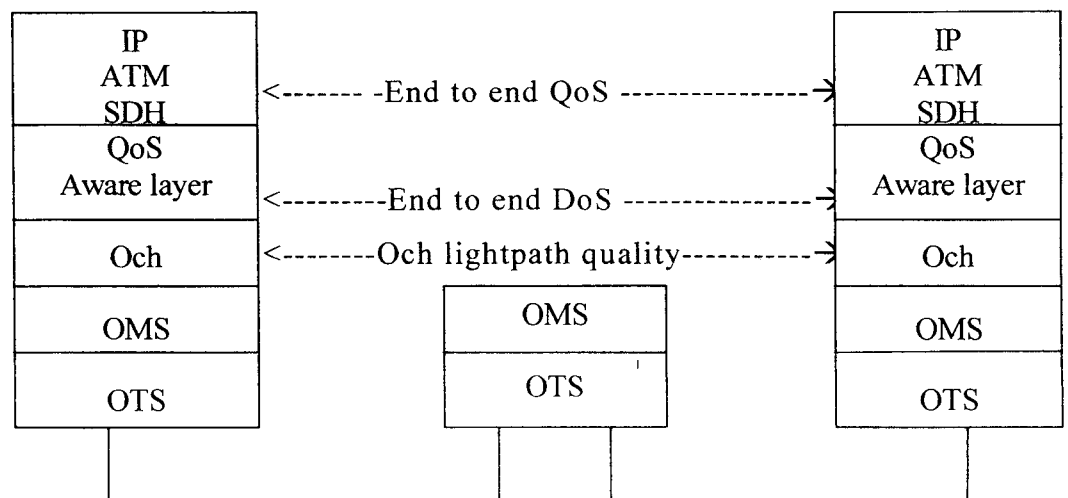 IP
ATM
SDH
QoS
Aware layer
Och
OMS
OTS
<------- -End to end QoS ------------->
<---------End to end DoS ------------->
<--------Och lightpath quality---------->
OMS
OTS
IP
ATM
SDH
QoS
Aware layer
Och
OMS
OTS